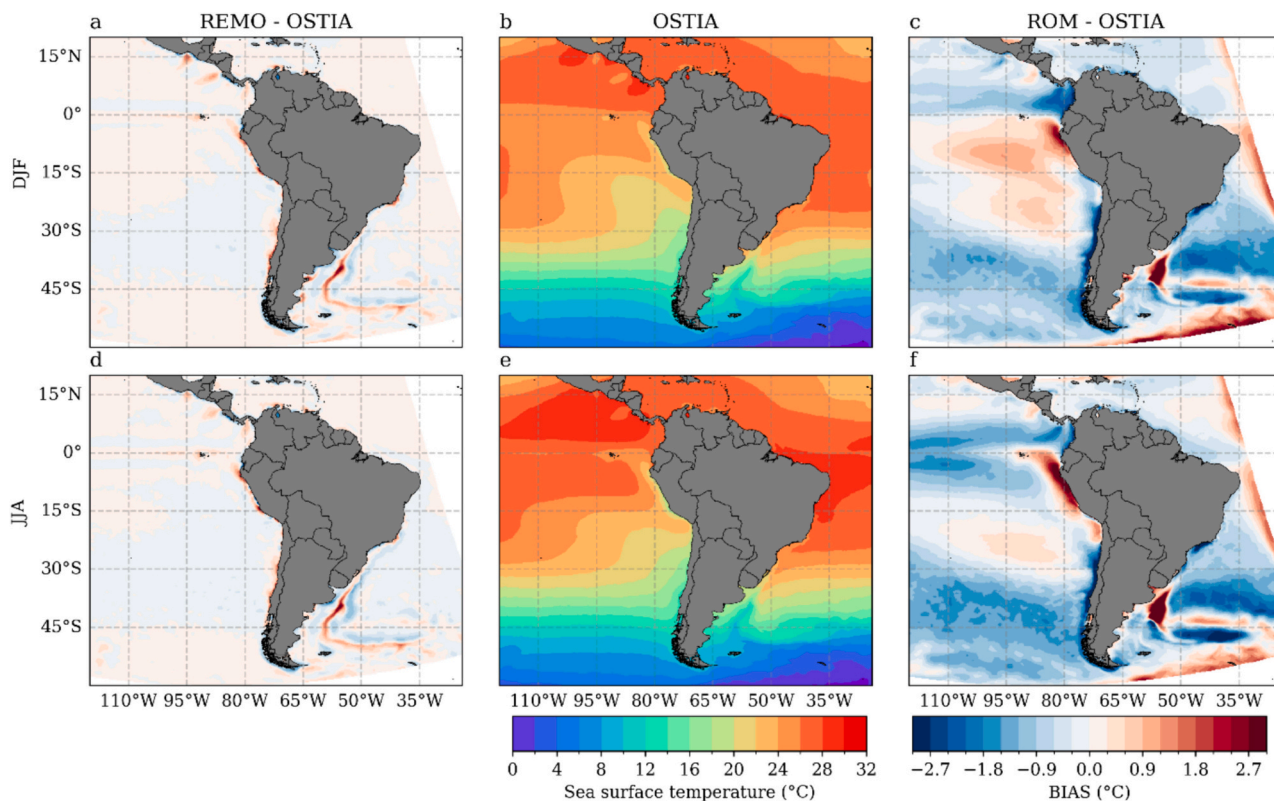 a REMO - OSTIA
b OSTIA
c ROM - OSTIA
15°N
0°
15°S
30°S
45°S
DJF
d
e
f
15°N
0°
15°S
30°S
45°S
JJA
110°W 95°W 80°W 65°W 50°W 35°W
110°W 95°W 80°W 65°W 50°W 35°W
110°W 95°W 80°W 65°W 50°W 35°W
0 4 8 12 16 20 24 28 32
Sea surface temperature (°C)
−2.7 −1.8 −0.9 0.0 0.9 1.8 2.7
BIAS (°C)